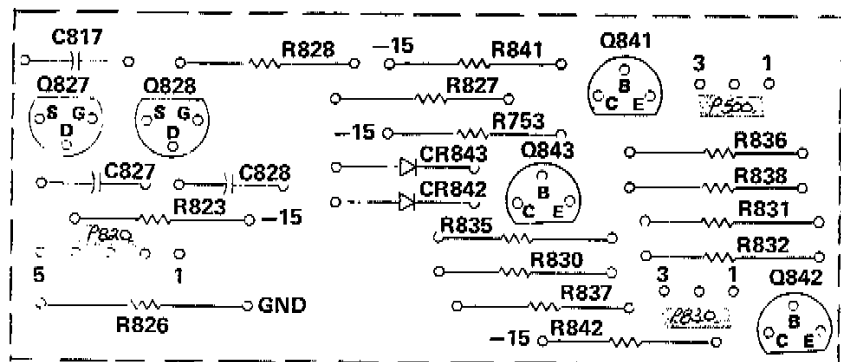 C817
R828
-15
R841
Q841
3 1
Q827
Q828
R827
P500
S G
D
S G
D
B
C E
-15
R753
R836
CR843
Q843
C827
C828
CR842
R838
B
C E
R823
-15
R831
P820
R835
R832
5 1
R830
3 1
Q842
GND
R826
R837
P830
B
C E
-15
R842